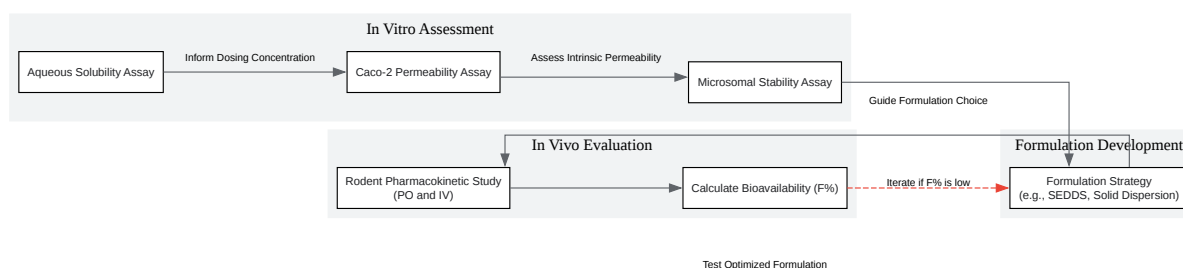 In Vitro Assessment
Aqueous Solubility Assay
Inform Dosing Concentration
Caco-2 Permeability Assay
Assess Intrinsic Permeability
Microsomal Stability Assay
Guide Formulation Choice
In Vivo Evaluation
Formulation Development
Rodent Pharmacokinetic Study
(PO and IV)
Calculate Bioavailability (F%)
Iterate if F% is low
Formulation Strategy
(e.g., SEDDS, Solid Dispersion)
Test Optimized Formulation